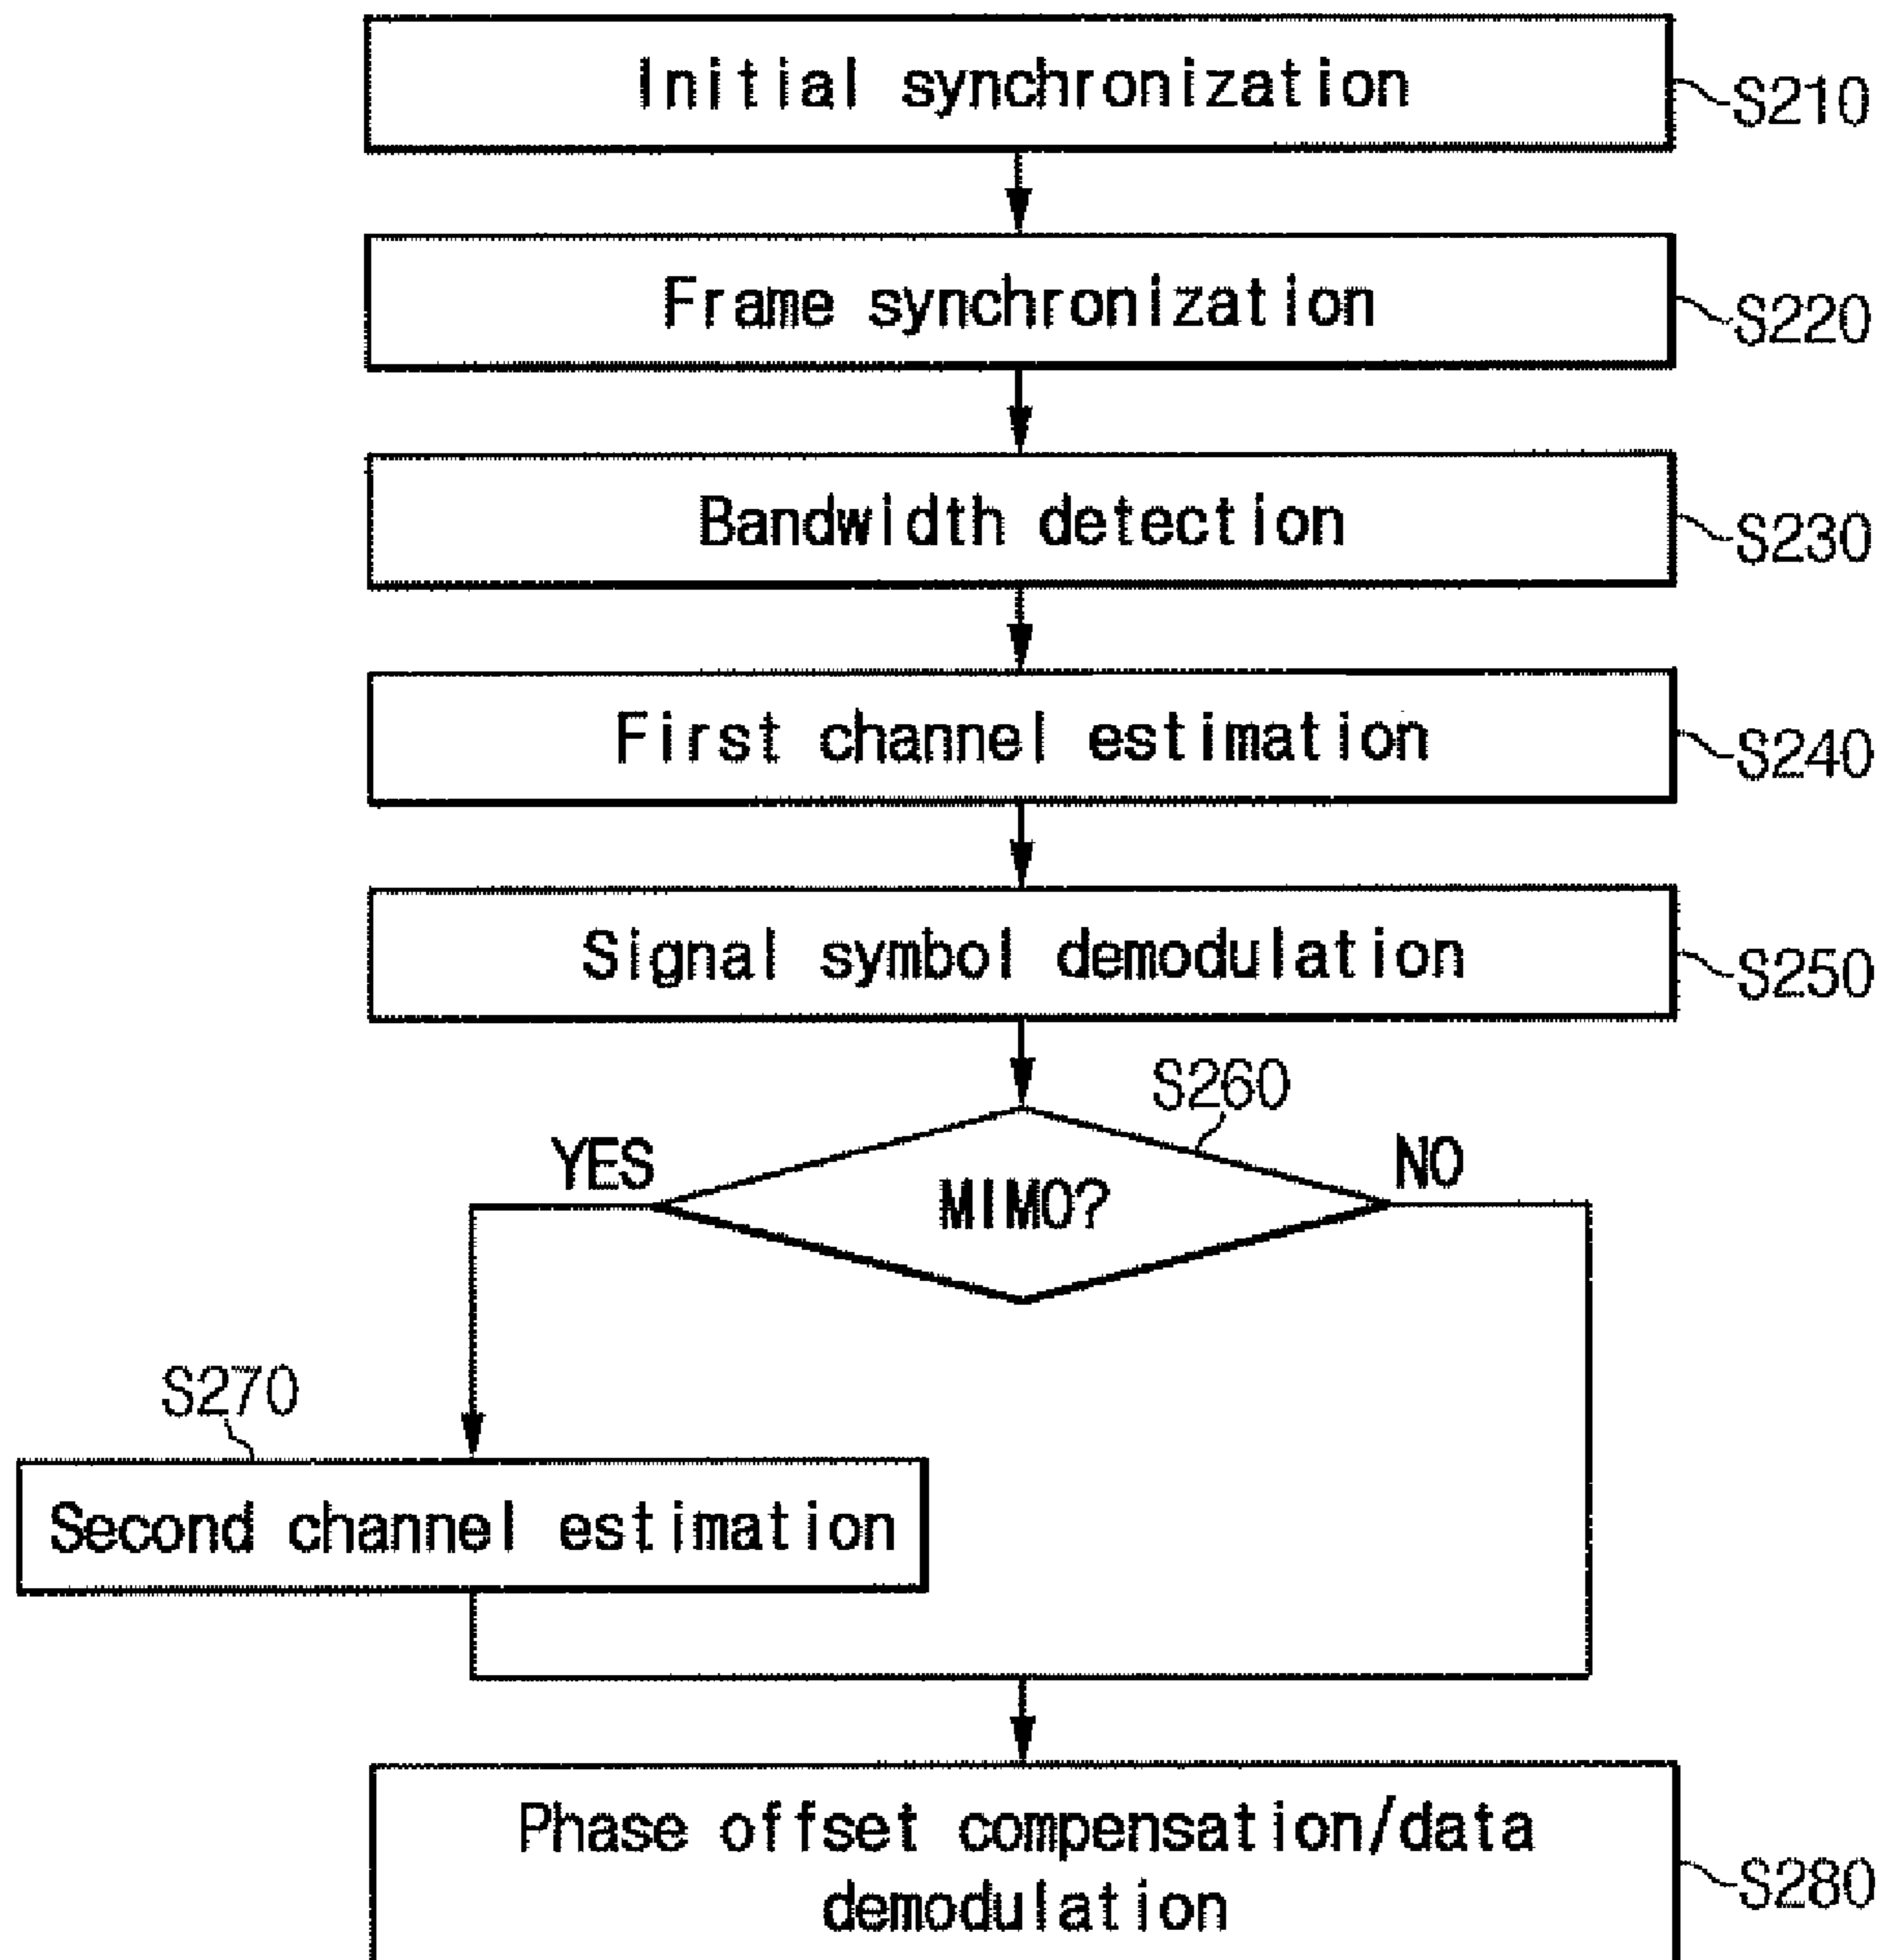 Initial synchronization
S210
Frame synchronization
S220
Bandwidth detection
S230
First channel estimation
S240
Signal symbol demodulation
S250
S260
YES
MIMO?
NO
S270
Second channel estimation
Phase offset compensation/data
demodulation
S280